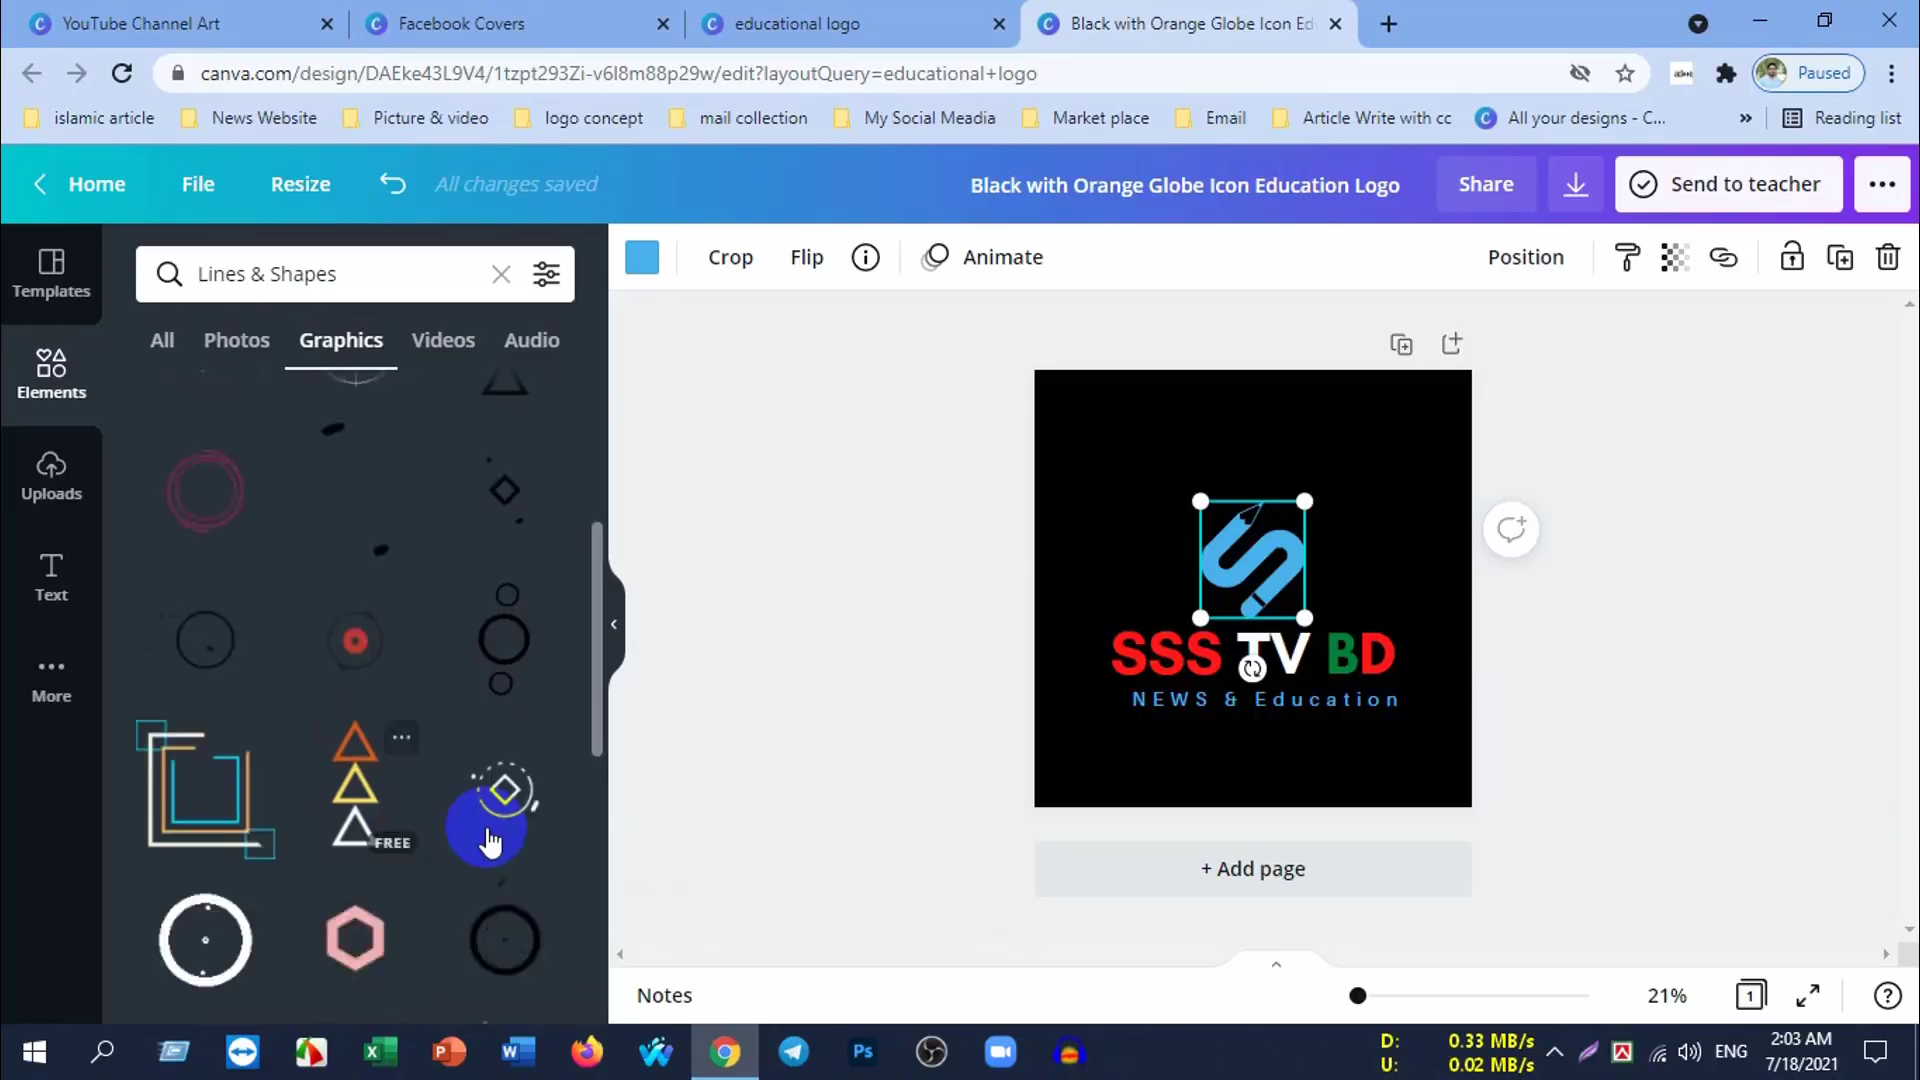 YouTube Channel Art
Facebook Covers
educational logo
Black with Orange Globe Icon Ed
canva.com/design/DAEke43L9V4/1tzpt293Zi-v6I8m88p29w/edit?layoutQuery=educational+logo
Paused
islamic article
News Website
Picture & video
logo concept
mail collection
My Social Meadia
Market place
Email
Article Write with cc
All your designs - C...
Reading list
Home
File
Resize
All changes saved
Black with Orange Globe Icon Education Logo
Share
Send to teacher
Templates
Elements
Uploads
Text
More
Lines & Shapes
All
Photos
Graphics
Videos
Audio
FREE
Crop
Flip
Animate
Position
SSS TV BD
NEWS & Education
+ Add page
Notes
21%
1
D: 0.33 MB/s
U: 0.02 MB/s
ENG
2:03 AM
7/18/2021